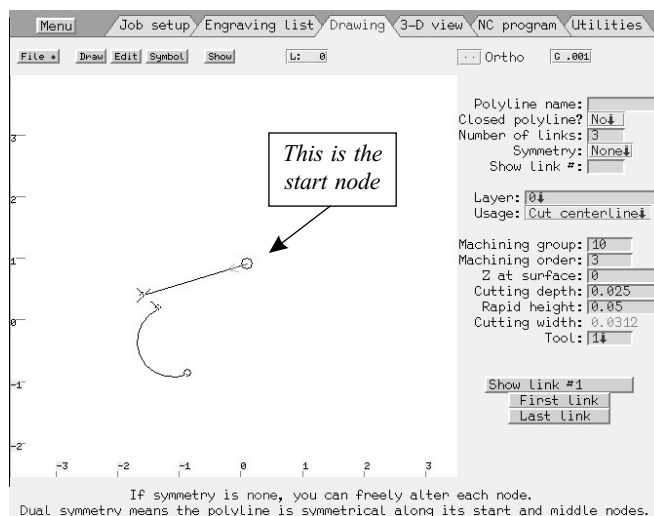 Menu Job setup Engraving list Drawing 3-D view NC program Utilities
File Draw Edit Symbol Show L: 0 .. Ortho G .001
Polyline name:
Closed polyline? No
Number of links: 3
Symmetry: None
Show link #:
Layer: 0
Usage: Cut centerline
Machining group: 10
Machining order: 3
Z at surface: 0
Cutting depth: 0.025
Rapid height: 0.05
Cutting width: 0.0312
Tool: 1
Show link #1
First link
Last link
This is the
start node
3
2
1
0
-1
-2
-3 -2 -1 0 1 2 3
If symmetry is none, you can freely alter each node.
Dual symmetry means the polyline is symmetrical along its start and middle nodes.